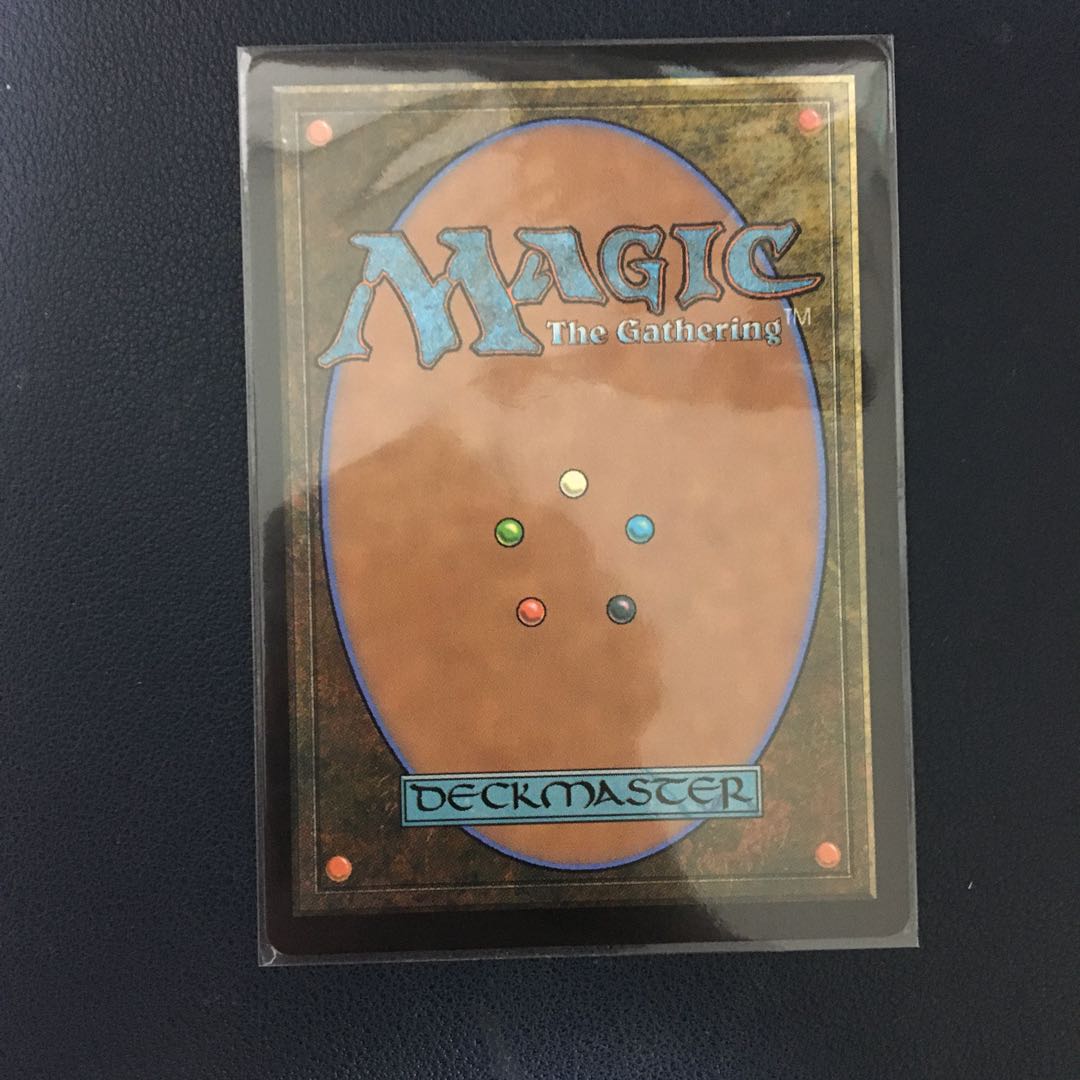 MAGIC
The Gathering™
DECKMASTER